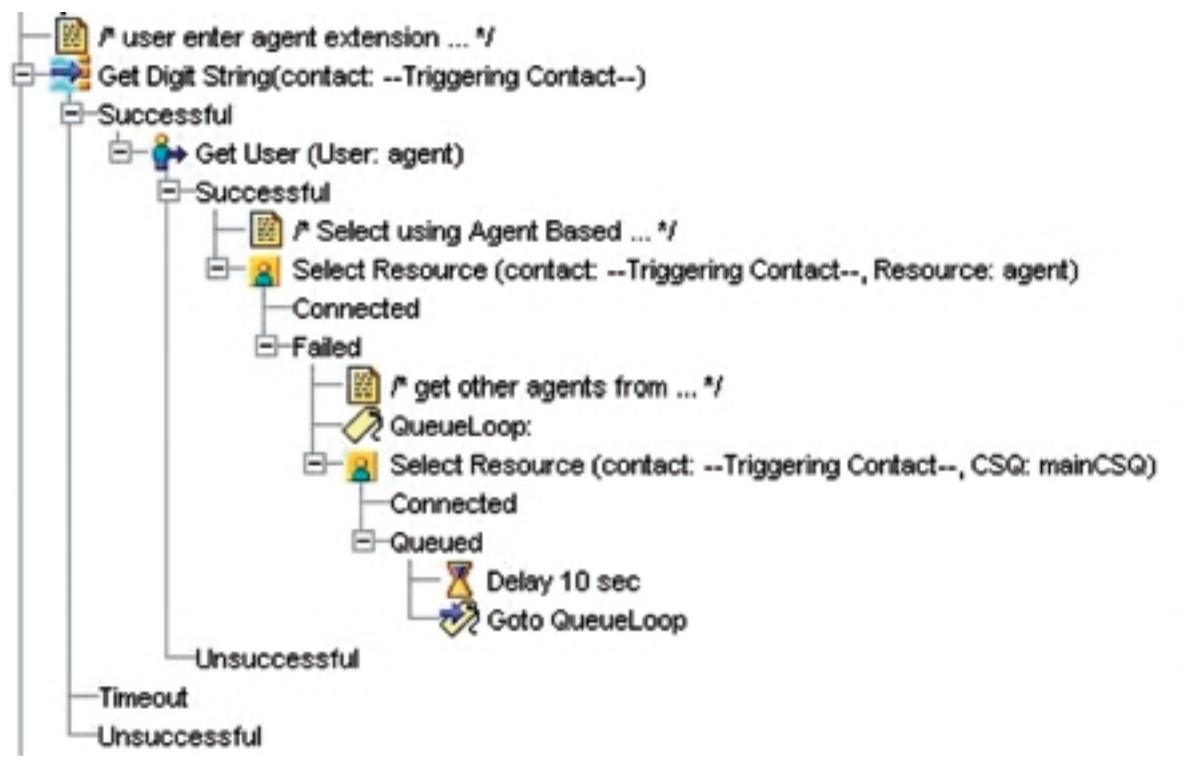 /* user enter agent extension ... */
Get Digit String(contact: --Triggering Contact--)
Successful
Get User (User: agent)
Successful
/* Select using Agent Based ... */
Select Resource (contact: --Triggering Contact--, Resource: agent)
Connected
Failed
/* get other agents from ... */
QueueLoop:
Select Resource (contact: --Triggering Contact--, CSQ: mainCSQ)
Connected
Queued
Delay 10 sec
Goto QueueLoop
Unsuccessful
Timeout
Unsuccessful